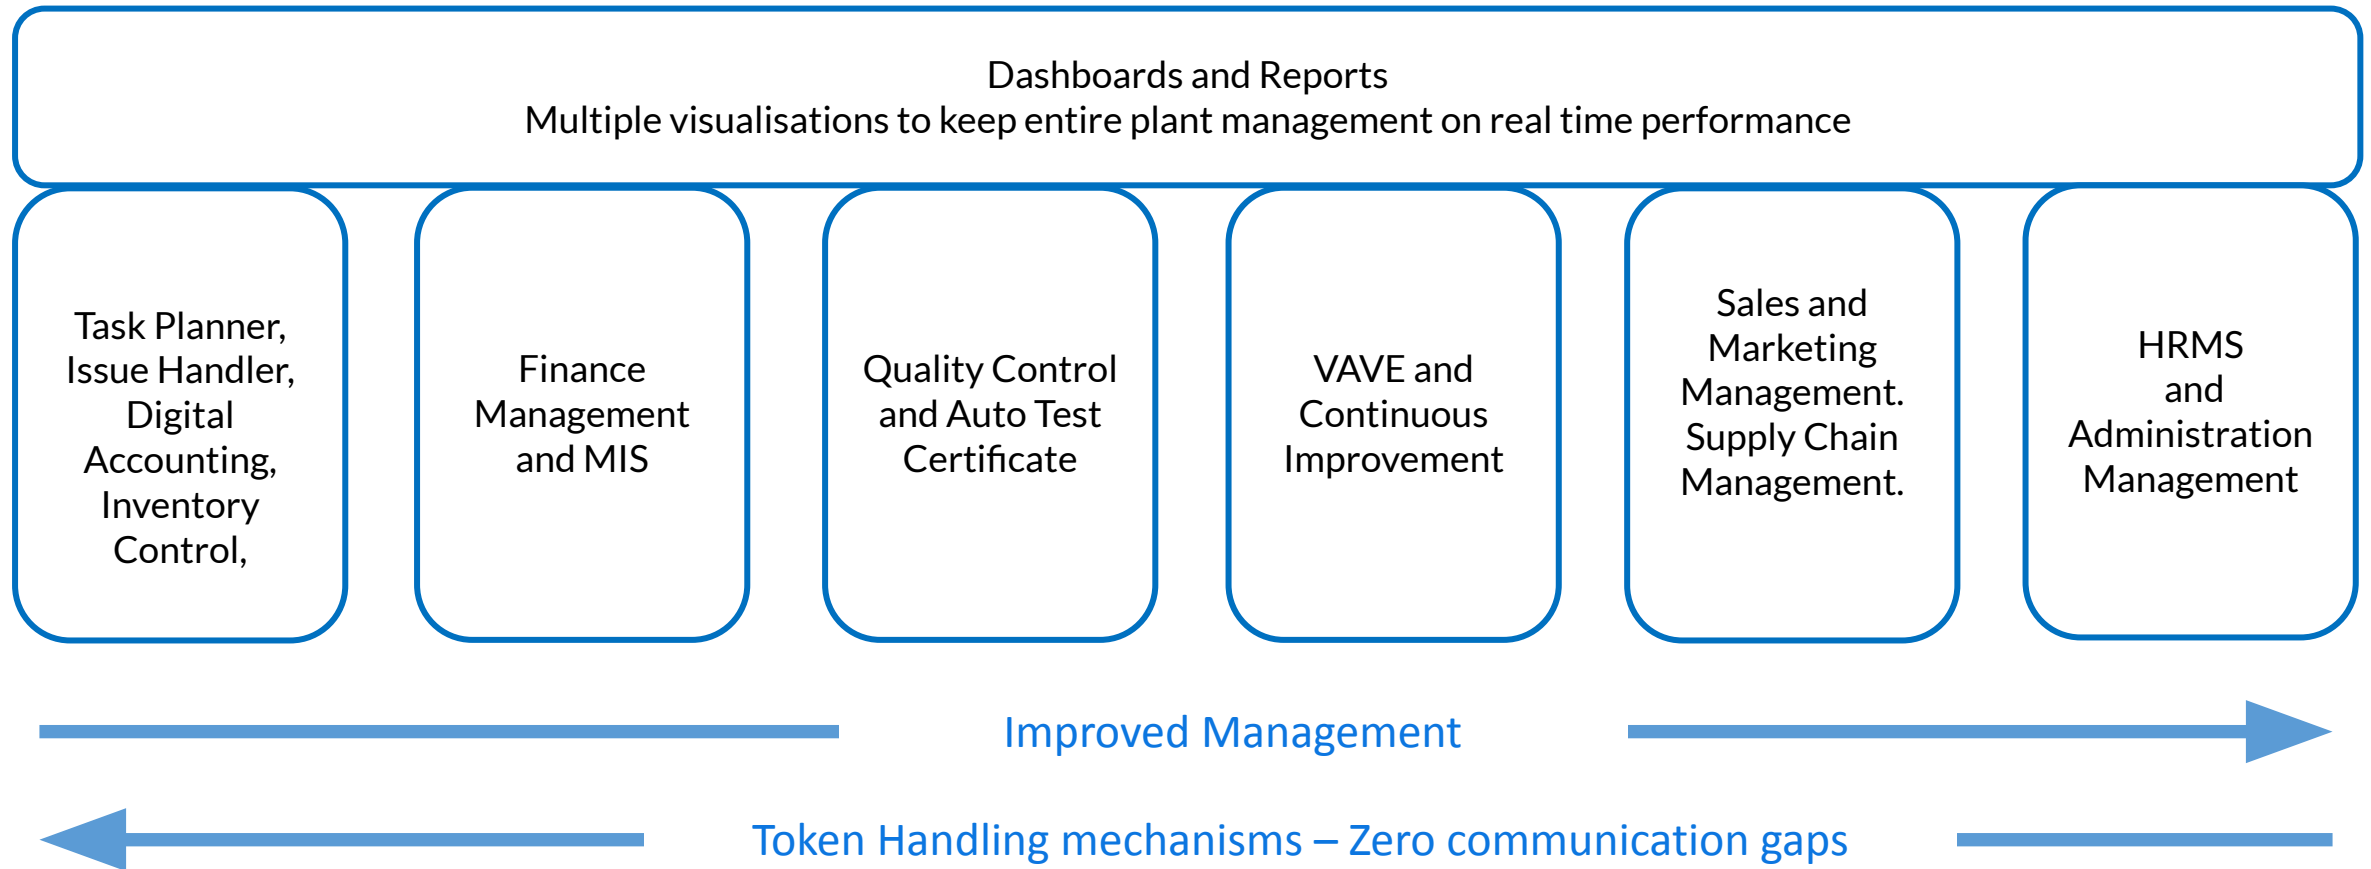 Dashboards and Reports
Multiple visualisations to keep entire plant management on real time performance
Task Planner,
Issue Handler,
Digital
Accounting,
Inventory
Control,
Finance
Management
and MIS
Quality Control
and Auto Test
Certificate
VAVE and
Continuous
Improvement
Sales and
Marketing
Management.
Supply Chain
Management.
HRMS
and
Administration
Management
Improved Management
Token Handling mechanisms – Zero communication gaps